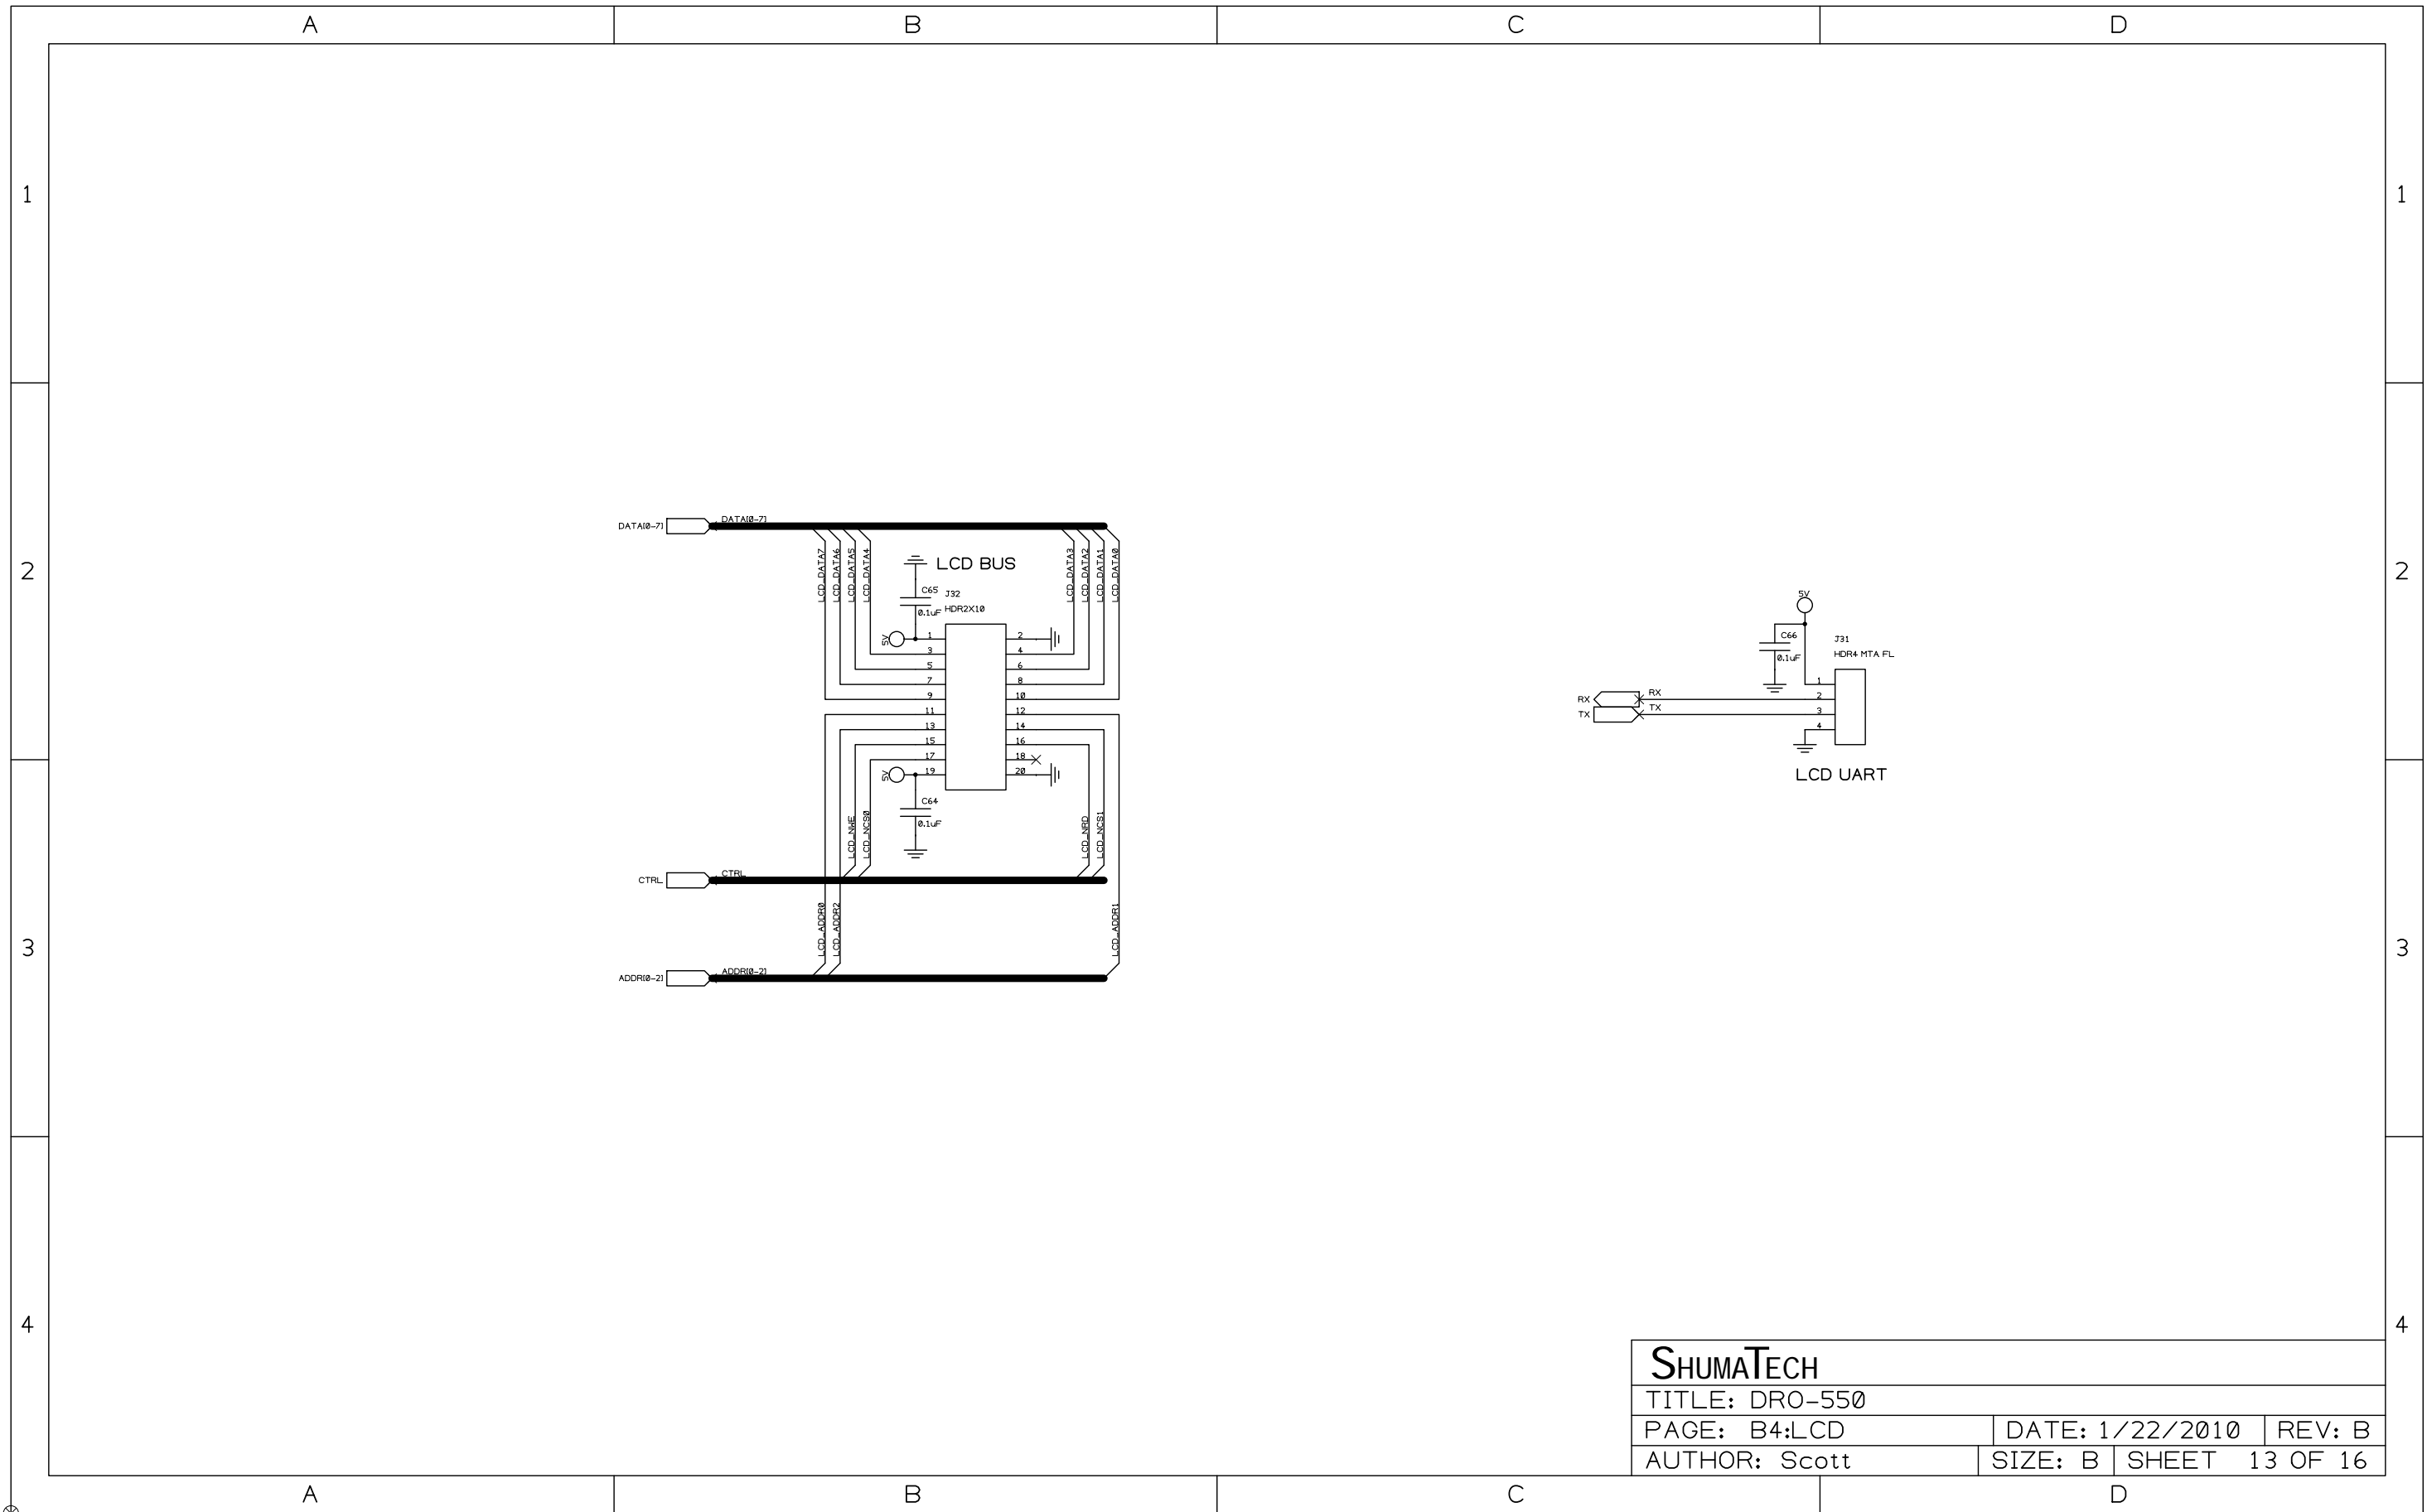 A B C D
1 1
DATA[0-7] DATA[0-7]
LCD_DATA7 LCD_DATA6 LCD_DATA5 LCD_DATA4 LCD_DATA3 LCD_DATA2 LCD_DATA1 LCD_DATA0
2 2
LCD BUS
C65 J32
0.1uF HDR2X10
5V 1 2
3 4
5 6
7 8
9 10
11 12
13 14
15 16
17 18
5V 19 20
C64
0.1uF
LCD_NWE LCD_NCS0 LCD_NRD LCD_NCS1
CTRL CTRL
LCD_ADDR0 LCD_ADDR2 LCD_ADDR1
ADDR[0-2] ADDR[0-2]
5V
C66 J31
0.1uF HDR4 MTA FL
1
RX RX 2
TX TX 3
4
LCD UART
3 3
4 4
SHUMATECH
TITLE: DRO-550
PAGE: B4:LCD DATE: 1/22/2010 REV: B
AUTHOR: Scott SIZE: B SHEET 13 OF 16
A B C D